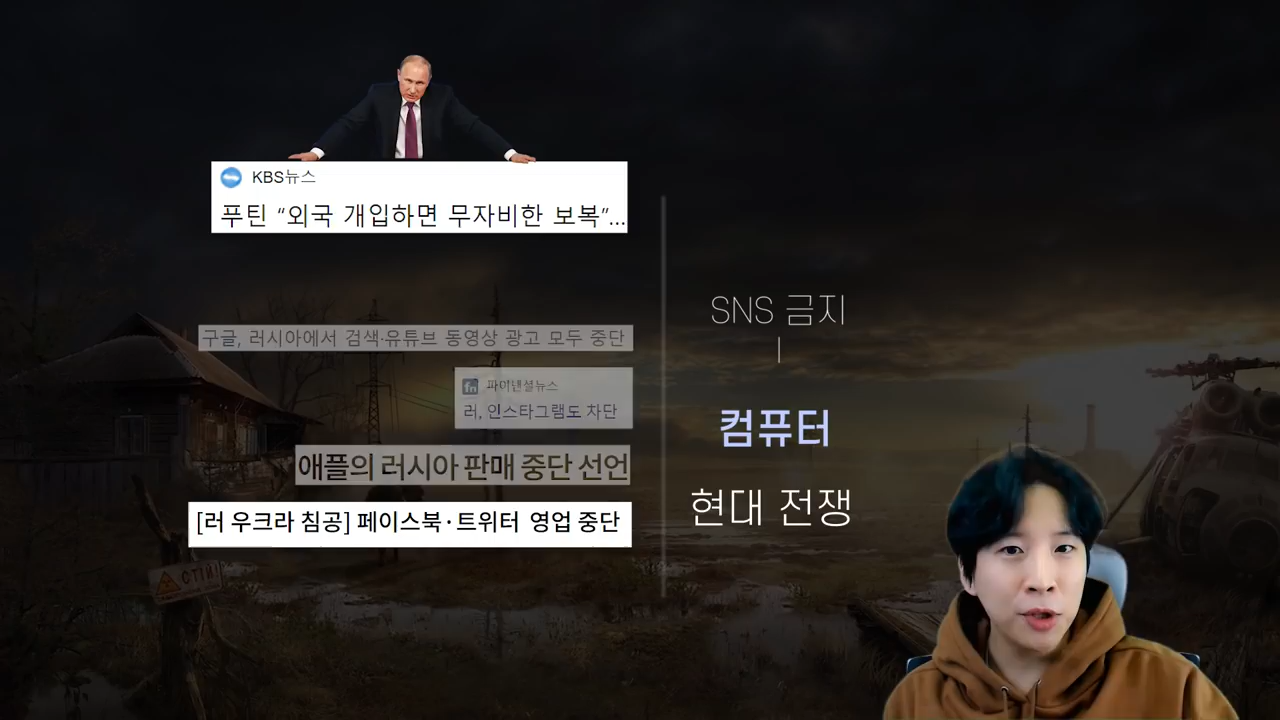 KBS뉴스
푸틴 “외국 개입하면 무자비한 보복”...
구글, 러시아에서 검색·유튜브 동영상 광고 모두 중단
fn 파이낸셜뉴스
러, 인스타그램도 차단
애플의 러시아 판매 중단 선언
[러 우크라 침공] 페이스북·트위터 영업 중단
SNS 금지
컴퓨터
현대 전쟁
СТІЙ!